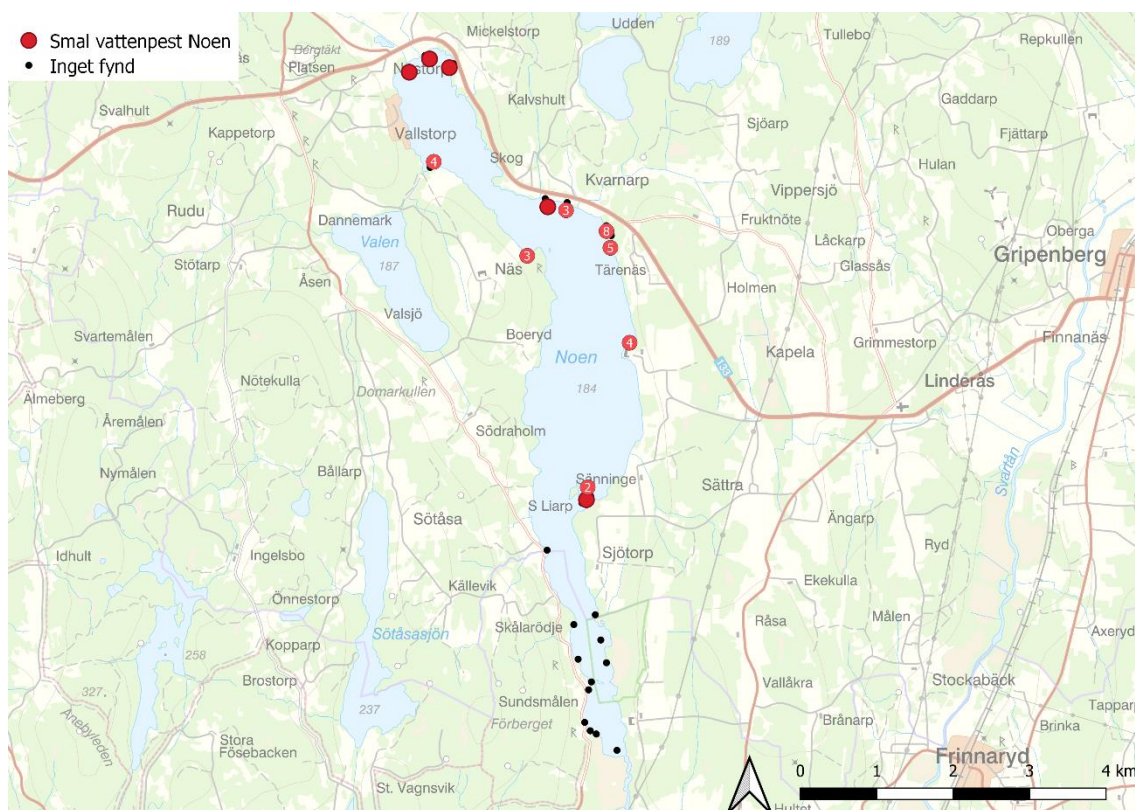 Smal vattenpest Noen
Inget fynd
Mickelstorp
Udden
189
Tullebo
Repkullen
Bergtäkt
Platsen
Kalvshult
Gaddarp
Svalhult
Kappetorp
Sjöarp
Fjättarp
Vallstorp
Skog
Hulan
4
Kvarnarp
Vippersjö
Rudu
Dannemark
3
Fruktnöte
Valen
8
Låckarp
Oberga
Stötarp
187
3
Näs
5
Tärenäs
Glassås
Gripenberg
Åsen
Holmen
Valsjö
Svartemålen
Boeryd
4
Grimmestorp
Finnanäs
Noen
Kapela
133
Nötekulla
Domarkullen
184
Linderås
Älmeberg
Åremålen
Södraholm
Svartån
Nymålen
Bållarp
Sänninge
2
Sättra
S Liarp
Sötåsa
Ängarp
Idhult
Ingelsbo
Sjötorp
Ryd
Källevik
Ekekulla
Önnestorp
Målen
Skålarödje
Råsa
Axeryd
Sötåsasjön
Kopparp
258
Vallåkra
Stockabäck
Brostorp
327
Sundsmålen
Tappar
Anebyleden
237
Förberget
Brånarp
Brinka
Stora
Fösebacken
Frinnaryd
St. Vagnsvik
Hultet
0 1 2 3 4 km